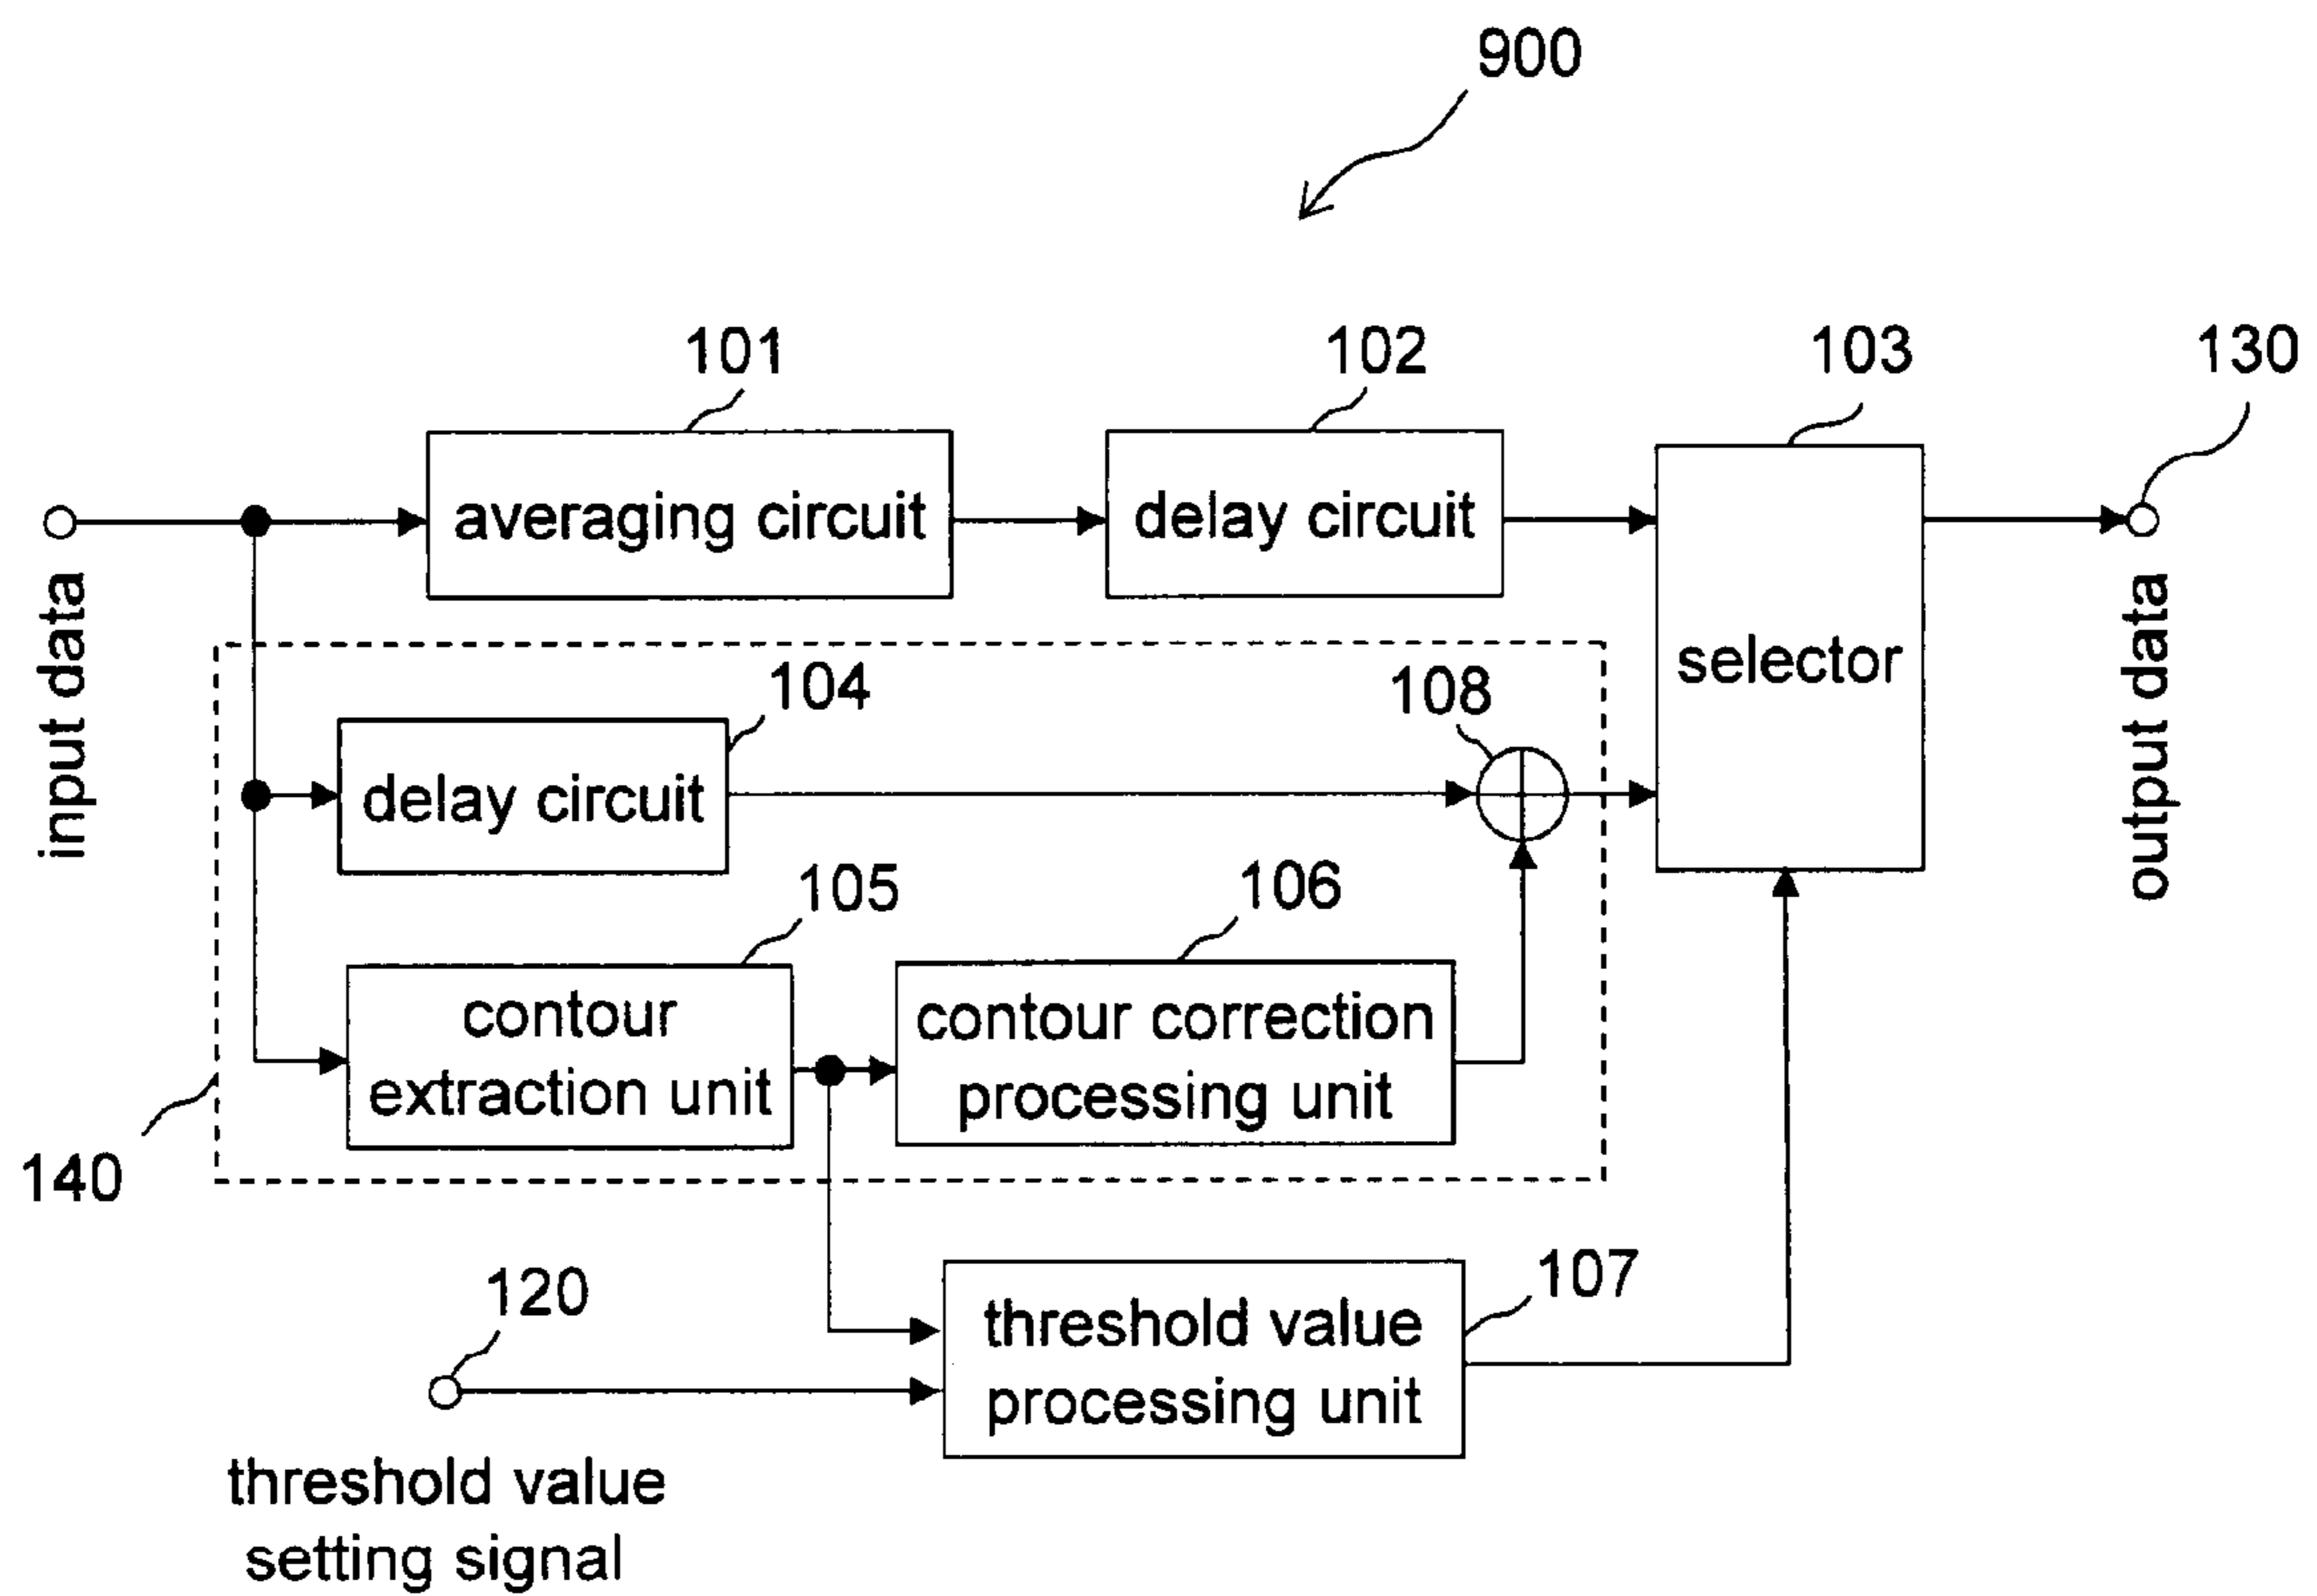 900
101
102
103
130
averaging circuit
delay circuit
selector
input data
output data
104
108
delay circuit
105
106
contour
extraction unit
contour correction
processing unit
140
120
107
threshold value
processing unit
threshold value
setting signal